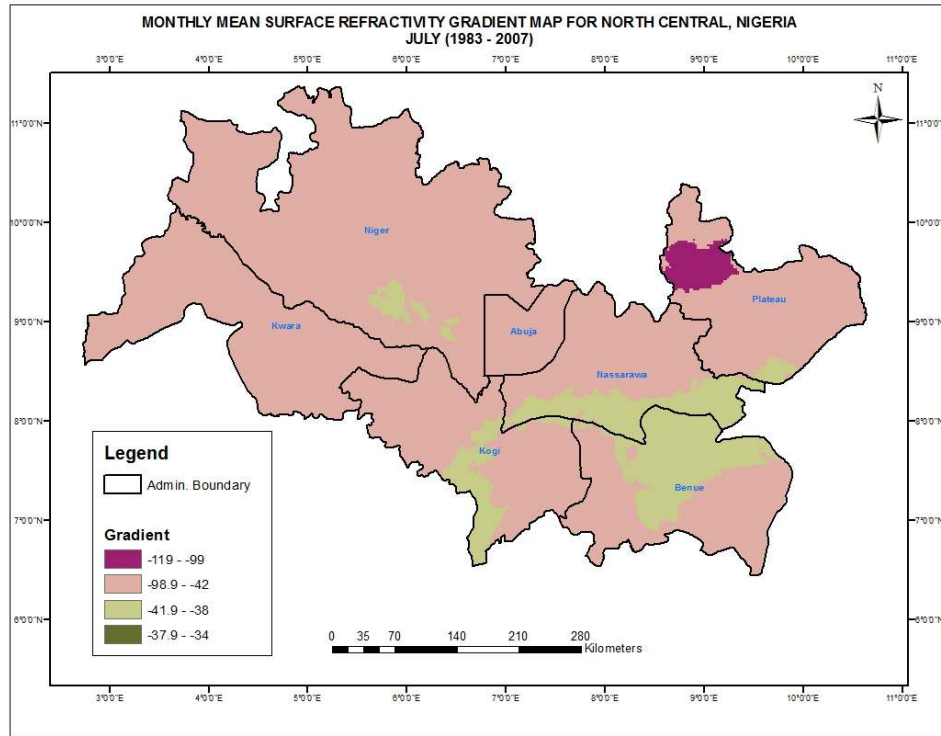 MONTHLY MEAN SURFACE REFRACTIVITY GRADIENT MAP FOR NORTH CENTRAL, NIGERIA
JULY (1983 - 2007)
3°0'0"E 4°0'0"E 5°0'0"E 6°0'0"E 7°0'0"E 8°0'0"E 9°0'0"E 10°0'0"E 11°0'0"E
N
11°0'0"N 11°0'0"N
10°0'0"N 10°0'0"N
Niger
Plateau
9°0'0"N 9°0'0"N
Kwara
Abuja
Nassarawa
8°0'0"N 8°0'0"N
Kogi
Benue
7°0'0"N 7°0'0"N
6°0'0"N 6°0'0"N
Legend
Admin. Boundary
Gradient
-119 - -99
-98.9 - -42
-41.9 - -38
-37.9 - -34
0 35 70 140 210 280
Kilometers
3°0'0"E 4°0'0"E 5°0'0"E 6°0'0"E 7°0'0"E 8°0'0"E 9°0'0"E 10°0'0"E 11°0'0"E